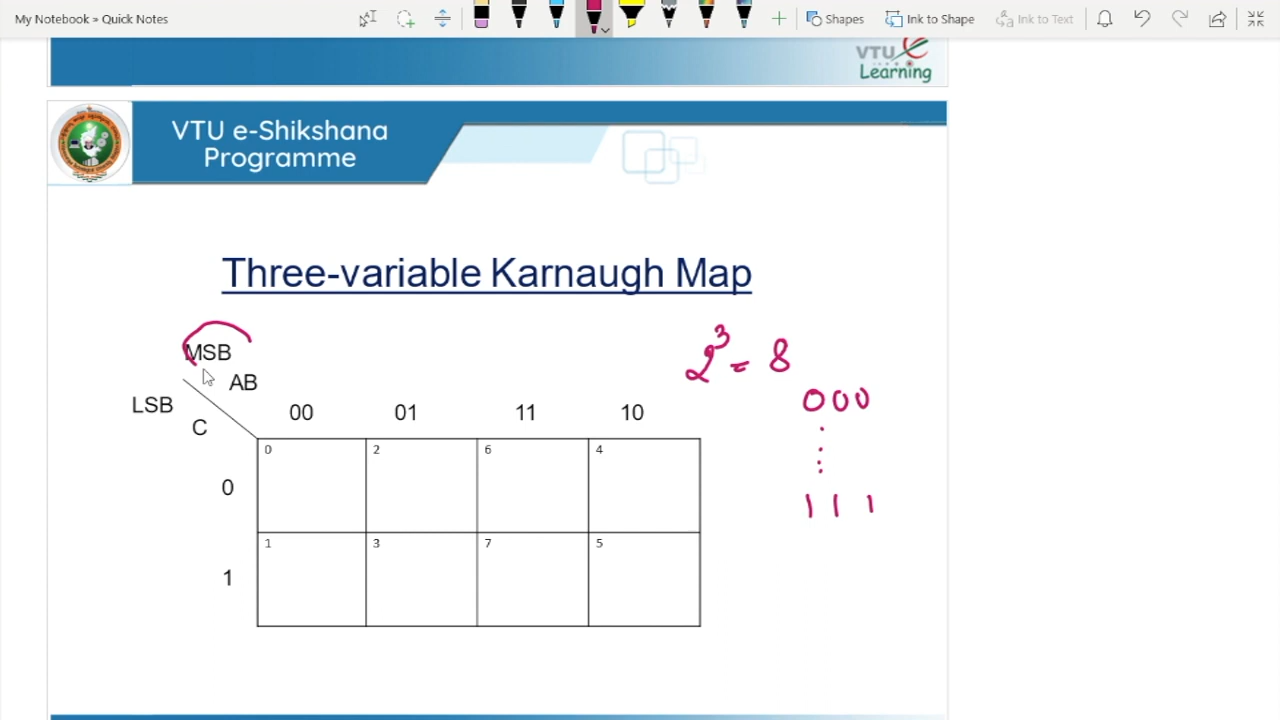 My Notebook » Quick Notes
Shapes
Ink to Shape
Ink to Text
VTU e
Learning
VTU e-Shikshana
Programme
Three-variable Karnaugh Map
MSB
AB
LSB
C
00 01 11 10
0
0 2 6 4
1
1 3 7 5
2³ = 8
000
⋮
111